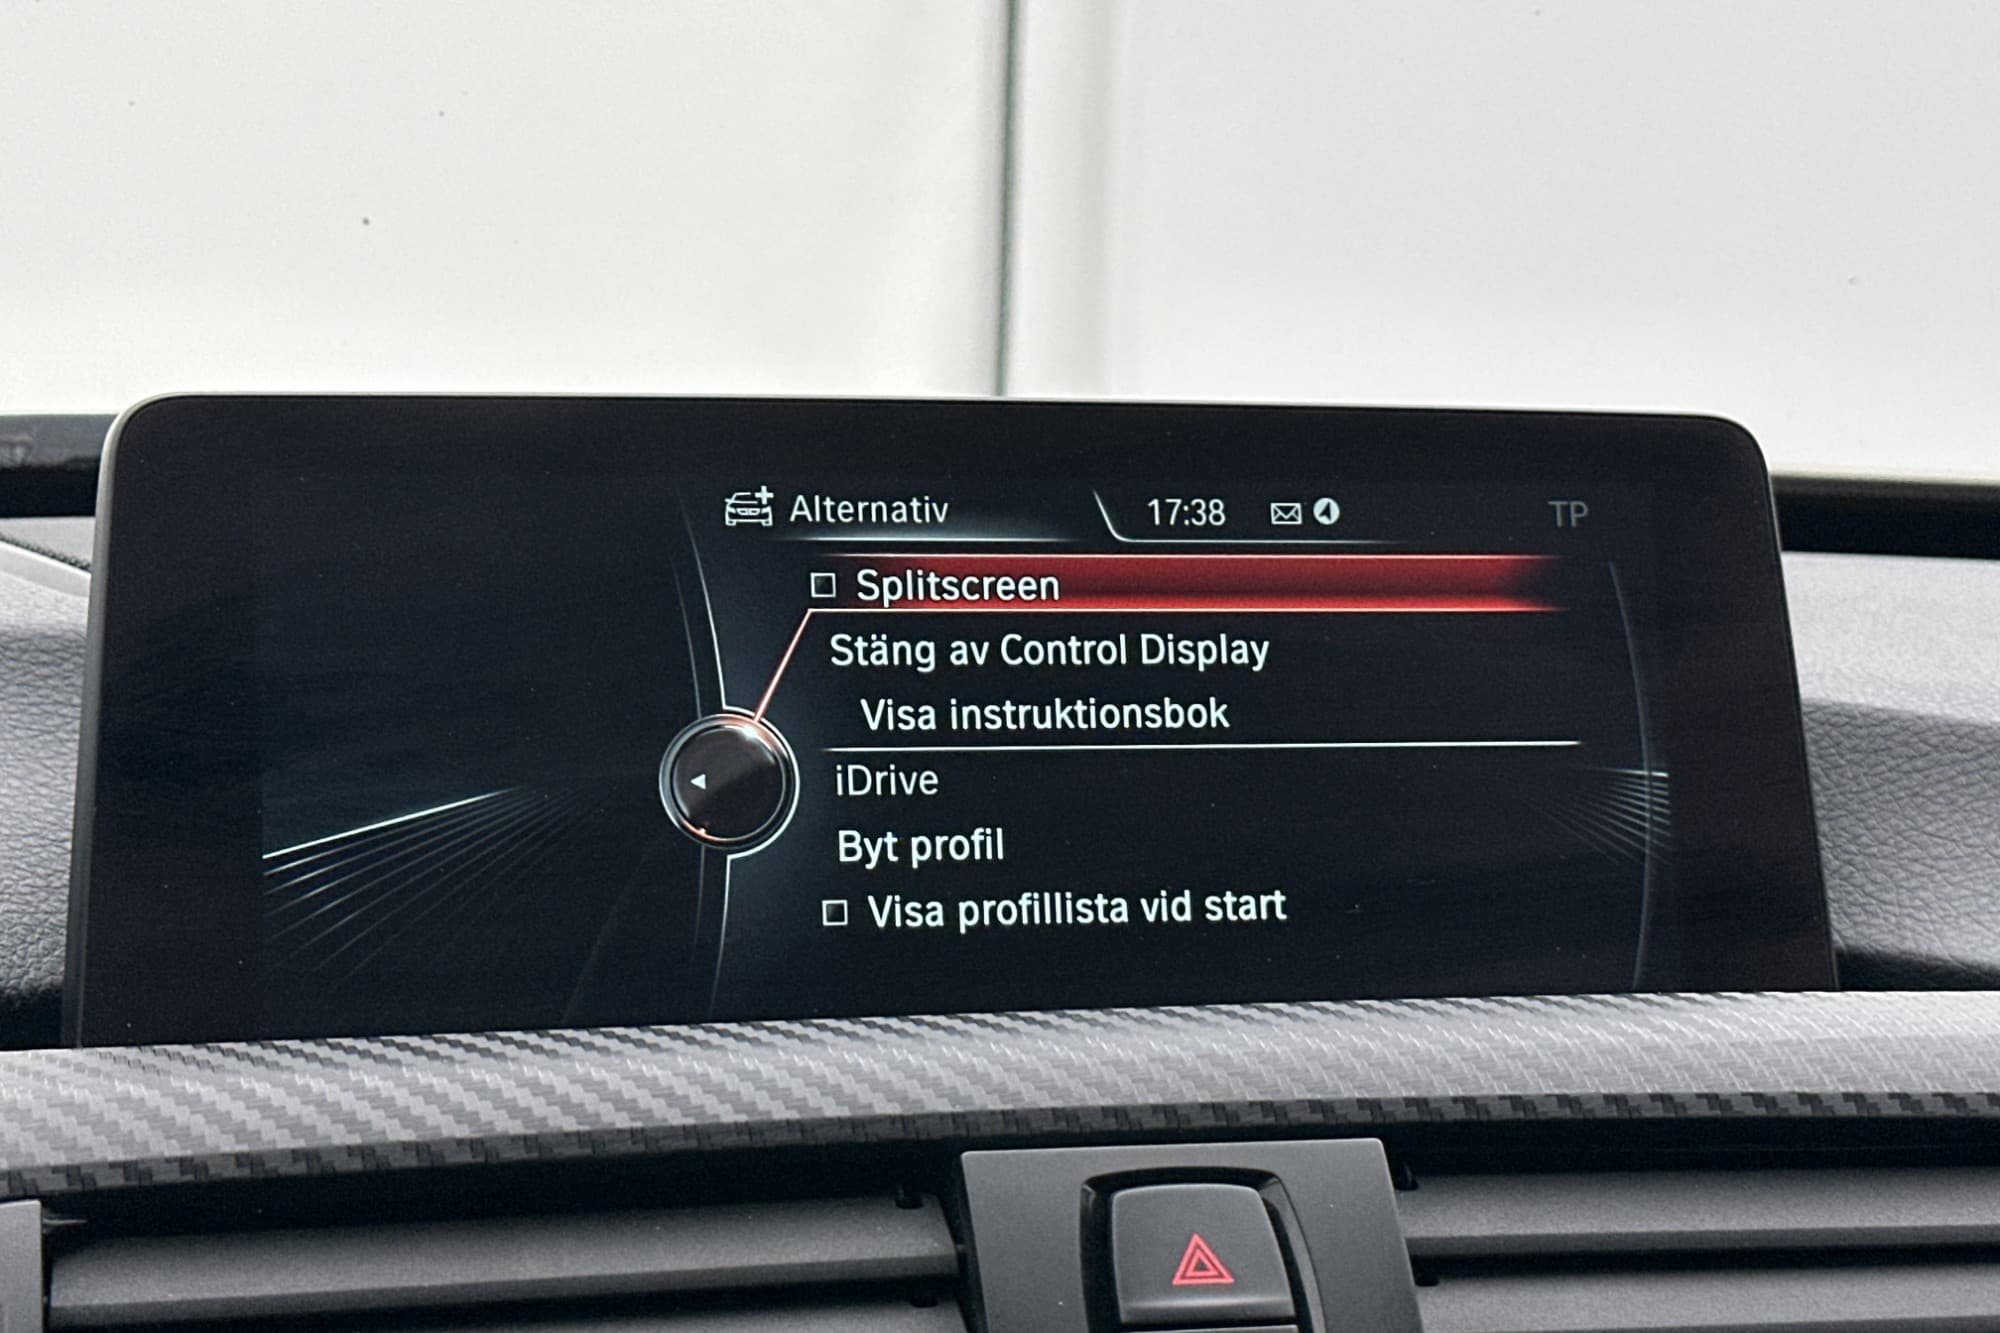 Alternativ 17:38 TP
Splitscreen
Stäng av Control Display
Visa instruktionsbok
iDrive
Byt profil
Visa profillista vid start